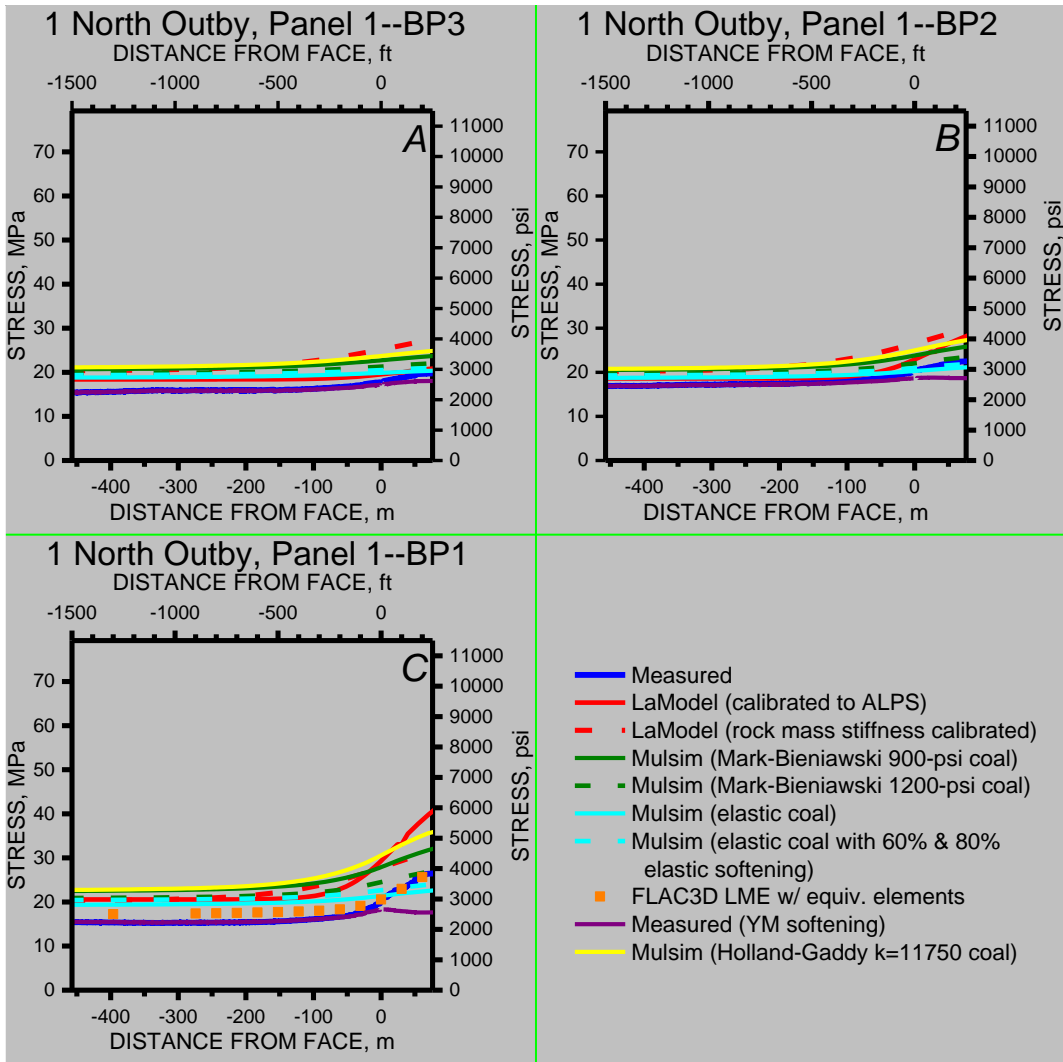 1 North Outby, Panel 1--BP3
DISTANCE FROM FACE, ft
-1500 -1000 -500 0
A
STRESS, MPa
70
60
50
40
30
20
10
0
STRESS, psi
11000
10000
9000
8000
7000
6000
5000
4000
3000
2000
1000
0
-400 -300 -200 -100 0
DISTANCE FROM FACE, m
1 North Outby, Panel 1--BP2
DISTANCE FROM FACE, ft
-1500 -1000 -500 0
B
STRESS, MPa
70
60
50
40
30
20
10
0
STRESS, psi
11000
10000
9000
8000
7000
6000
5000
4000
3000
2000
1000
0
-400 -300 -200 -100 0
DISTANCE FROM FACE, m
1 North Outby, Panel 1--BP1
DISTANCE FROM FACE, ft
-1500 -1000 -500 0
C
STRESS, MPa
70
60
50
40
30
20
10
0
STRESS, psi
11000
10000
9000
8000
7000
6000
5000
4000
3000
2000
1000
0
-400 -300 -200 -100 0
DISTANCE FROM FACE, m
Measured
LaModel (calibrated to ALPS)
LaModel (rock mass stiffness calibrated)
Mulsim (Mark-Bieniawski 900-psi coal)
Mulsim (Mark-Bieniawski 1200-psi coal)
Mulsim (elastic coal)
Mulsim (elastic coal with 60% & 80%
elastic softening)
FLAC3D LME w/ equiv. elements
Measured (YM softening)
Mulsim (Holland-Gaddy k=11750 coal)